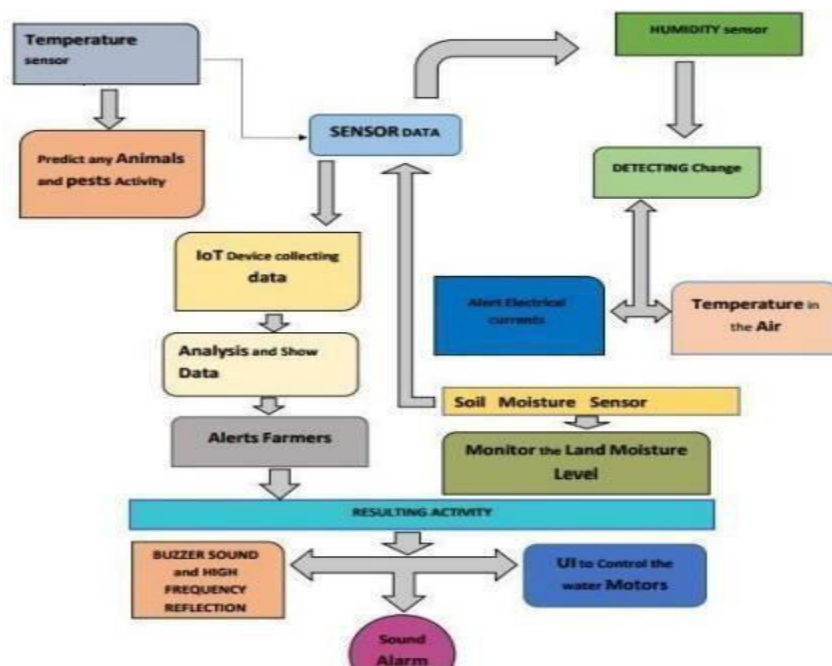 Temperature
sensor
HUMIDITY sensor
SENSOR DATA
Predict any Animals
and pests Activity
DETECTING Change
IoT Device collecting
data
Alert Electrical
currents
Temperature in
the Air
Analysis and Show
Data
Soil Moisture Sensor
Alerts Farmers
Monitor the Land Moisture
Level
RESULTING ACTIVITY
BUZZER SOUND
and HIGH
FREQUENCY
REFLECTION
UI to Control the
water Motors
Sound
Alarm